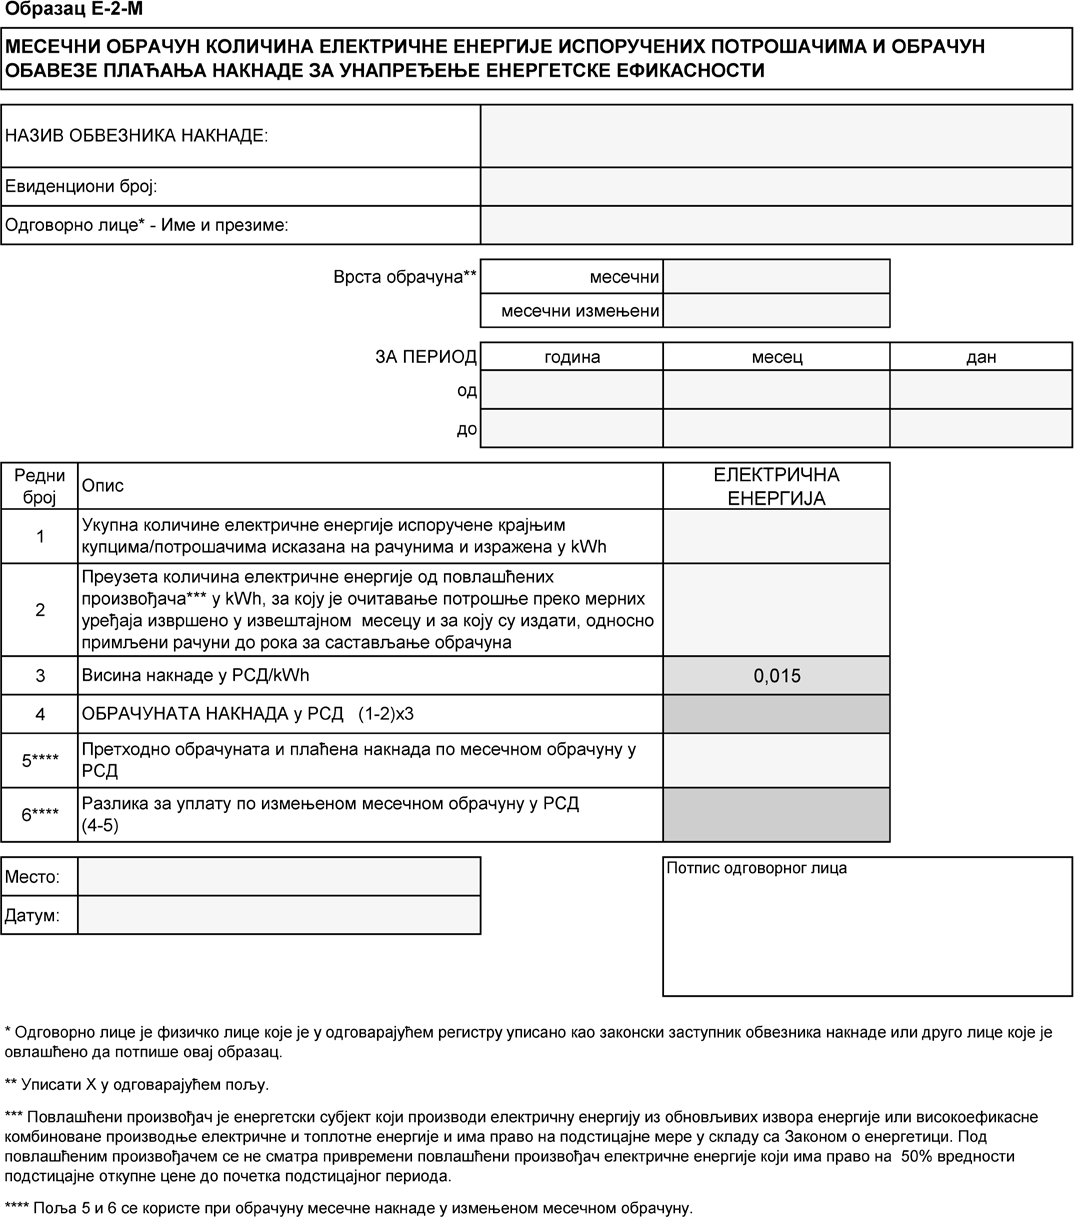 Образац Е-2-М
МЕСЕЧНИ ОБРАЧУН КОЛИЧИНА ЕЛЕКТРИЧНЕ ЕНЕРГИЈЕ ИСПОРУЧЕНИХ ПОТРОШАЧИМА И ОБРАЧУН
ОБАВЕЗЕ ПЛАЋАЊА НАКНАДЕ ЗА УНАПРЕЂЕЊЕ ЕНЕРГЕТСКЕ ЕФИКАСНОСТИ
НАЗИВ ОБВЕЗНИКА НАКНАДЕ:
Евиденциони број:
Одговорно лице* - Име и презиме:
Врста обрачуна** месечни
месечни измењени
ЗА ПЕРИОД година месец дан
од
до
Редни
број
Опис
ЕЛЕКТРИЧНА
ЕНЕРГИЈА
1
Укупна количине електричне енергије испоручене крајњим
купцима/потрошачима исказана на рачунима и изражена у kWh
2
Преузета количина електричне енергије од повлашћених
произвођача*** у kWh, за коју је очитавање потрошње преко мерних
уређаја извршено у извештајном месецу и за коју су издати, односно
примљени рачуни до рока за састављање обрачуна
3 Висина накнаде у РСД/kWh 0,015
4 ОБРАЧУНАТА НАКНАДА у РСД (1-2)x3
5****
Претходно обрачуната и плаћена накнада по месечном обрачуну у
РСД
6****
Разлика за уплату по измењеном месечном обрачуну у РСД
(4-5)
Место:
Датум:
Потпис одговорног лица
* Одговорно лице је физичко лице које је у одговарајућем регистру уписано као законски заступник обвезника накнаде или друго лице које је
овлашћено да потпише овај образац.
** Уписати Х у одговарајућем пољу.
*** Повлашћени произвођач је енергетски субјект који производи електричну енергију из обновљивих извора енергије или високоефикасне
комбиноване производње електричне и топлотне енергије и има право на подстицајне мере у складу са Законом о енергетици. Под
повлашћеним произвођачем се не сматра привремени повлашћени произвођач електричне енергије који има право на 50% вредности
подстицајне откупне цене до почетка подстицајног периода.
**** Поља 5 и 6 се користе при обрачуну месечне накнаде у измењеном месечном обрачуну.